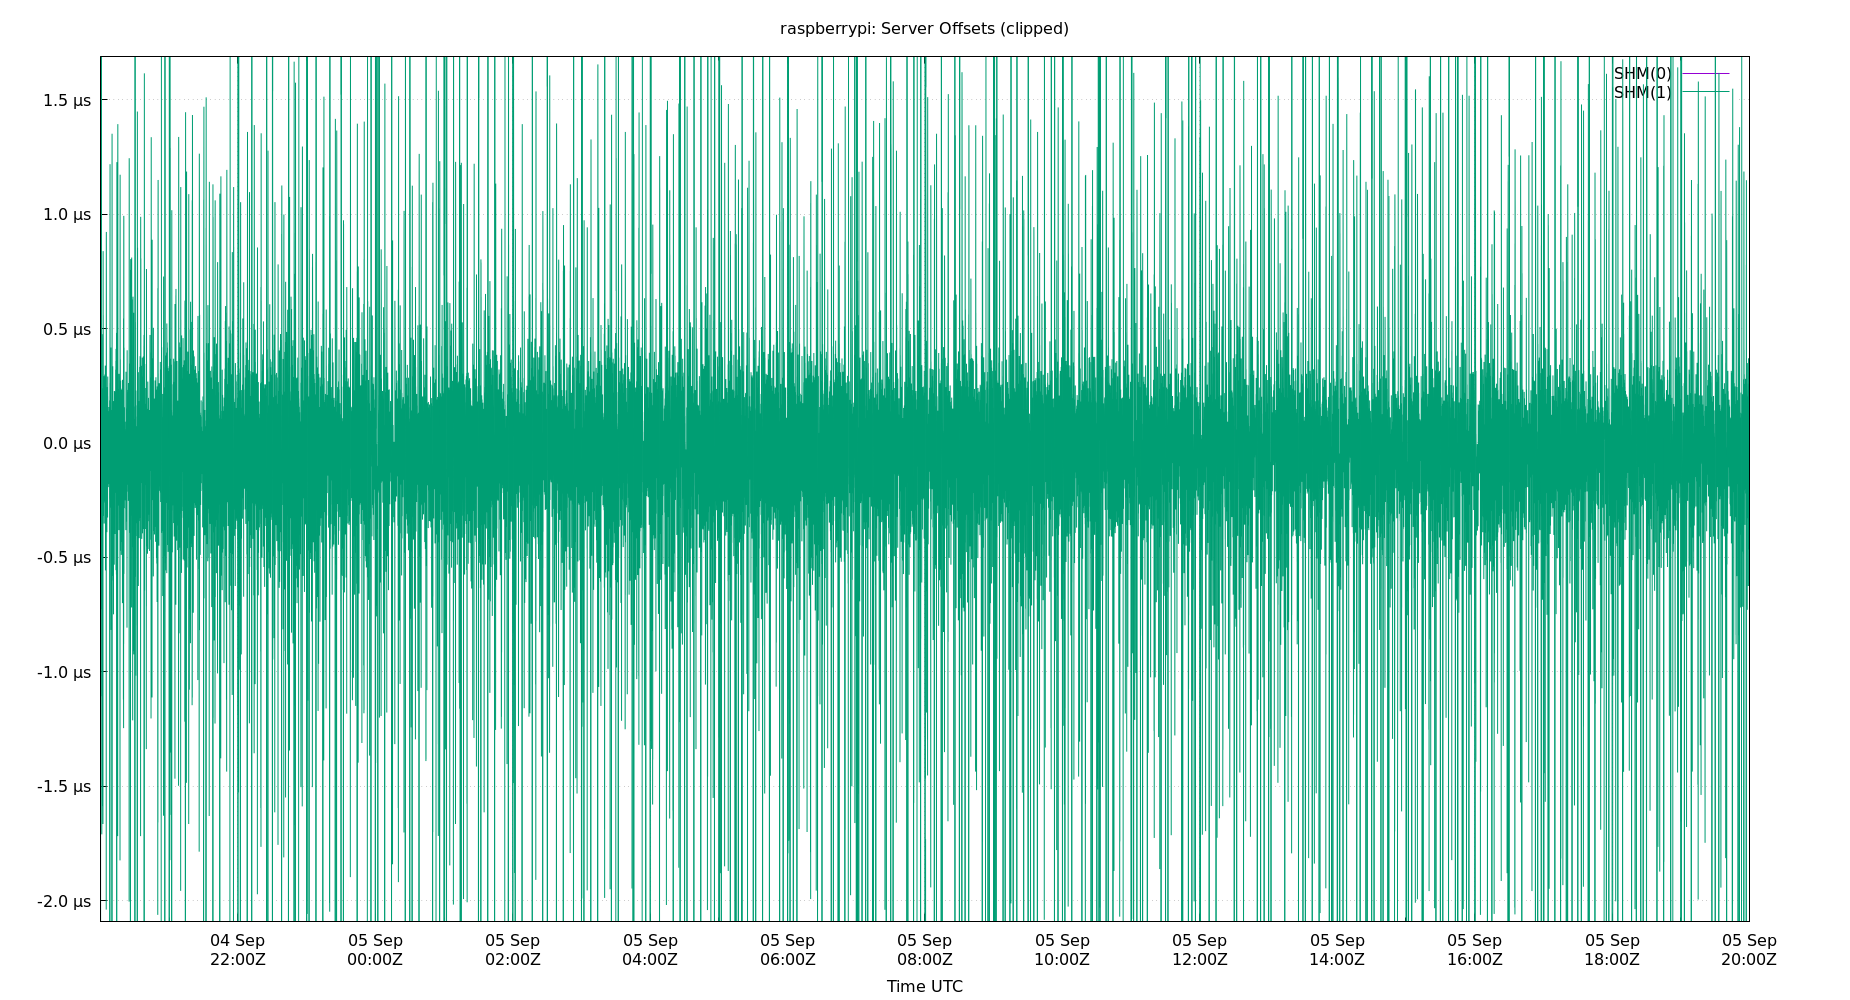 raspberrypi: Server Offsets (clipped)
SHM(0)
SHM(1)
1.5 µs
1.0 µs
0.5 µs
0.0 µs
-0.5 µs
-1.0 µs
-1.5 µs
-2.0 µs
04 Sep 05 Sep 05 Sep 05 Sep 05 Sep 05 Sep 05 Sep 05 Sep 05 Sep 05 Sep 05 Sep 05 Sep
22:00Z 00:00Z 02:00Z 04:00Z 06:00Z 08:00Z 10:00Z 12:00Z 14:00Z 16:00Z 18:00Z 20:00Z
Time UTC